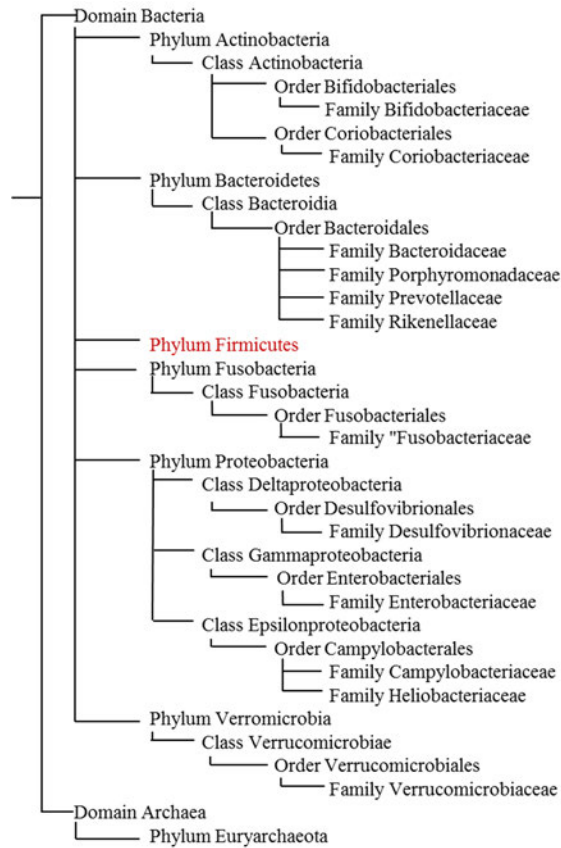 Domain Bacteria
Phylum Actinobacteria
Class Actinobacteria
Order Bifidobacteriales
Family Bifidobacteriaceae
Order Coriobacteriales
Family Coriobacteriaceae
Phylum Bacteroidetes
Class Bacteroidia
Order Bacteroidales
Family Bacteroidaceae
Family Porphyromonadaceae
Family Prevotellaceae
Family Rikenellaceae
Phylum Firmicutes
Phylum Fusobacteria
Class Fusobacteria
Order Fusobacteriales
Family "Fusobacteriaceae
Phylum Proteobacteria
Class Deltaproteobacteria
Order Desulfovibrionales
Family Desulfovibrionaceae
Class Gammaproteobacteria
Order Enterobacteriales
Family Enterobacteriaceae
Class Epsilonproteobacteria
Order Campylobacterales
Family Campylobacteriaceae
Family Heliobacteriaceae
Phylum Verromicrobia
Class Verrucomicrobiae
Order Verrucomicrobiales
Family Verrucomicrobiaceae
Domain Archaea
Phylum Euryarchaeota